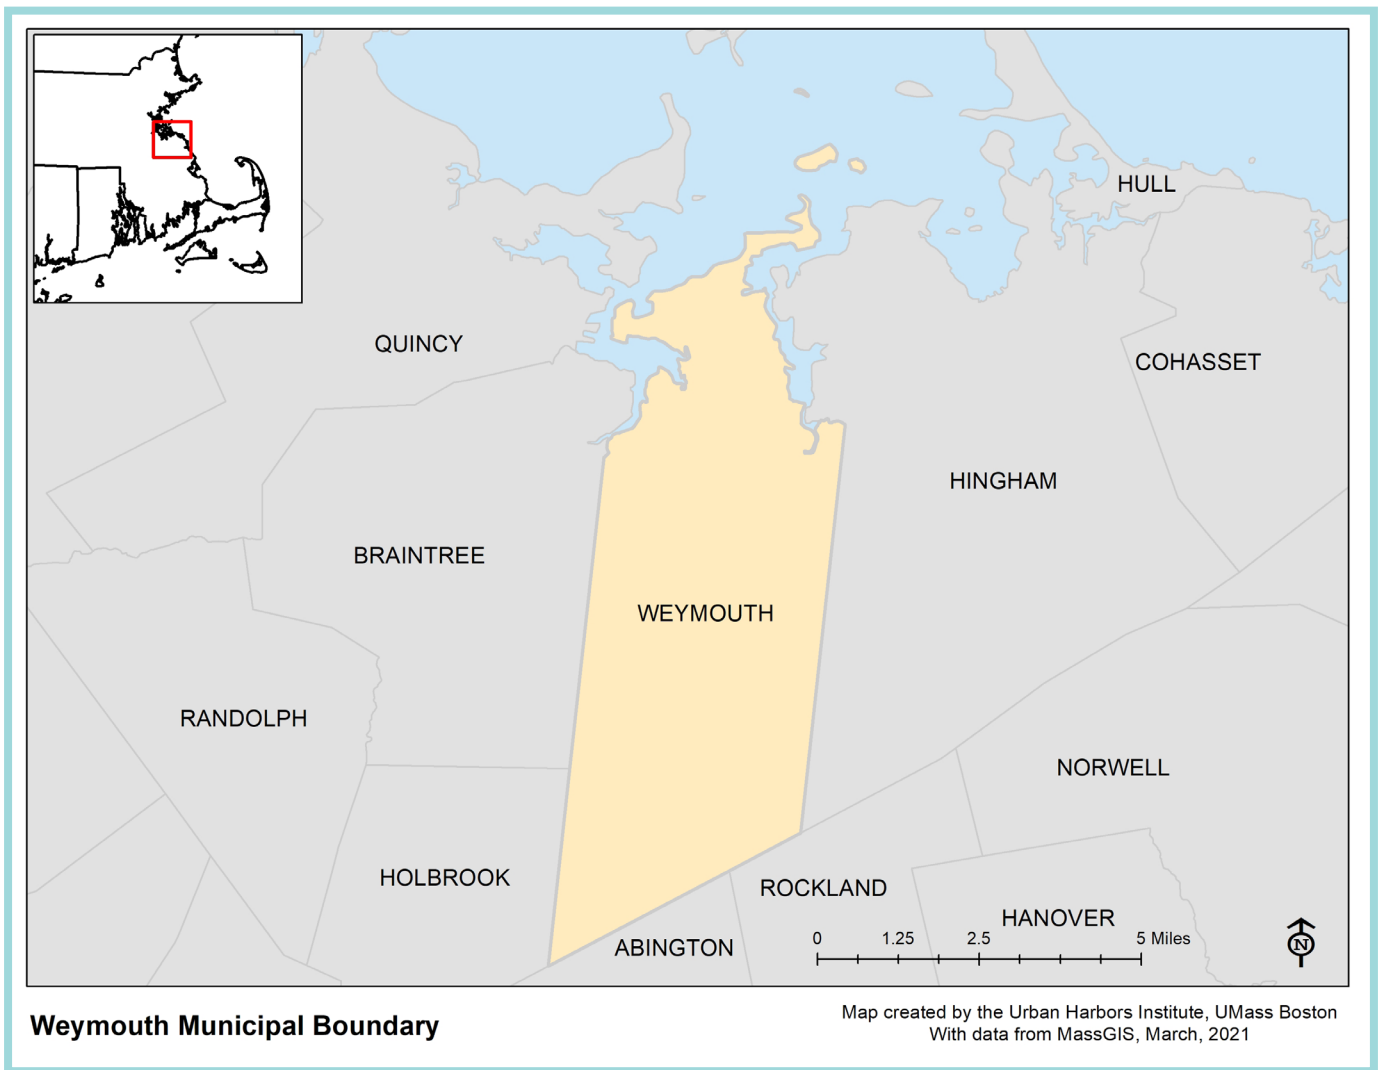 HULL
QUINCY
COHASSET
HINGHAM
BRAINTREE
WEYMOUTH
RANDOLPH
NORWELL
HOLBROOK
ROCKLAND
HANOVER
ABINGTON
0 1.25 2.5 5 Miles
N
Weymouth Municipal Boundary
Map created by the Urban Harbors Institute, UMass Boston
With data from MassGIS, March, 2021